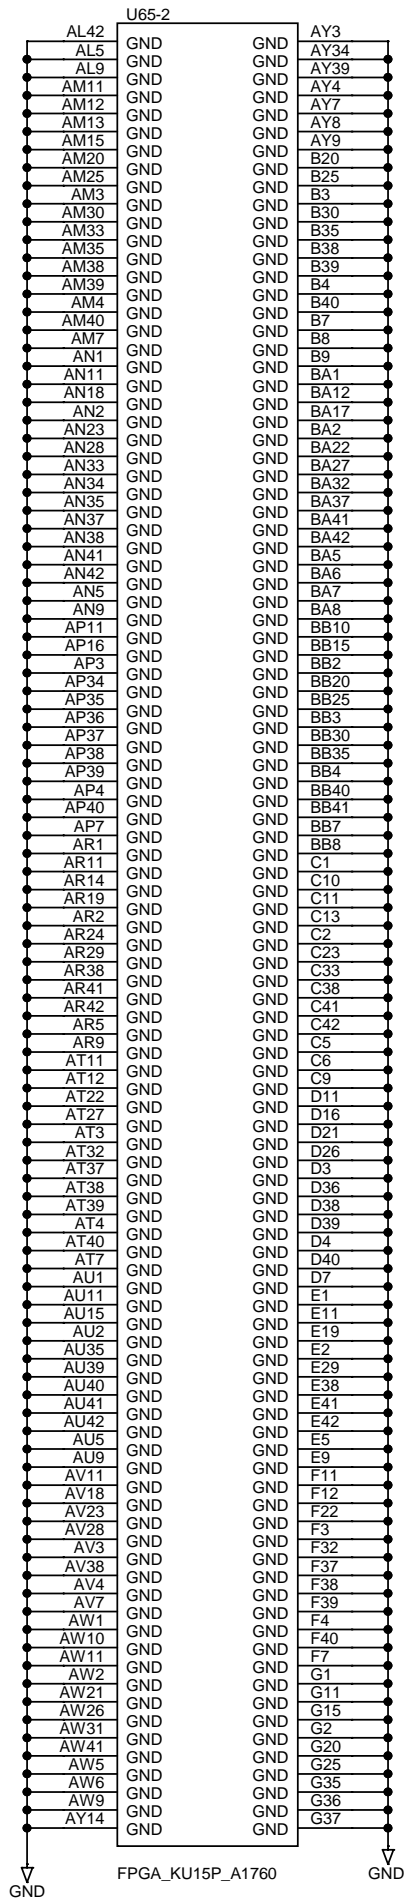 U65-2
AL42 GND GND AY3
AL5 GND GND AY34
AL9 GND GND AY39
AM11 GND GND AY4
AM12 GND GND AY7
AM13 GND GND AY8
AM15 GND GND AY9
AM20 GND GND B20
AM25 GND GND B25
AM3 GND GND B3
AM30 GND GND B30
AM33 GND GND B35
AM35 GND GND B38
AM38 GND GND B39
AM39 GND GND B4
AM4 GND GND B40
AM40 GND GND B7
AM7 GND GND B8
AN1 GND GND B9
AN11 GND GND BA1
AN18 GND GND BA12
AN2 GND GND BA17
AN23 GND GND BA2
AN28 GND GND BA22
AN33 GND GND BA27
AN34 GND GND BA32
AN35 GND GND BA37
AN37 GND GND BA41
AN38 GND GND BA42
AN41 GND GND BA5
AN42 GND GND BA6
AN5 GND GND BA7
AN9 GND GND BA8
AP11 GND GND BB10
AP16 GND GND BB15
AP3 GND GND BB2
AP34 GND GND BB20
AP35 GND GND BB25
AP36 GND GND BB3
AP37 GND GND BB30
AP38 GND GND BB35
AP39 GND GND BB4
AP4 GND GND BB40
AP40 GND GND BB41
AP7 GND GND BB7
AR1 GND GND BB8
AR11 GND GND C1
AR14 GND GND C10
AR19 GND GND C11
AR2 GND GND C13
AR24 GND GND C2
AR29 GND GND C23
AR38 GND GND C33
AR41 GND GND C38
AR42 GND GND C41
AR5 GND GND C42
AR9 GND GND C5
AT11 GND GND C6
AT12 GND GND C9
AT22 GND GND D11
AT27 GND GND D16
AT3 GND GND D21
AT32 GND GND D26
AT37 GND GND D3
AT38 GND GND D36
AT39 GND GND D38
AT4 GND GND D39
AT40 GND GND D4
AT7 GND GND D40
AU1 GND GND D7
AU11 GND GND E1
AU15 GND GND E11
AU2 GND GND E19
AU35 GND GND E2
AU39 GND GND E29
AU40 GND GND E38
AU41 GND GND E41
AU42 GND GND E42
AU5 GND GND E5
AU9 GND GND E9
AV11 GND GND F11
AV18 GND GND F12
AV23 GND GND F22
AV28 GND GND F3
AV3 GND GND F32
AV38 GND GND F37
AV4 GND GND F38
AV7 GND GND F39
AW1 GND GND F4
AW10 GND GND F40
AW11 GND GND F7
AW2 GND GND G1
AW21 GND GND G11
AW26 GND GND G15
AW31 GND GND G2
AW41 GND GND G20
AW5 GND GND G25
AW6 GND GND G35
AW9 GND GND G36
AY14 GND GND G37
GND FPGA_KU15P_A1760 GND